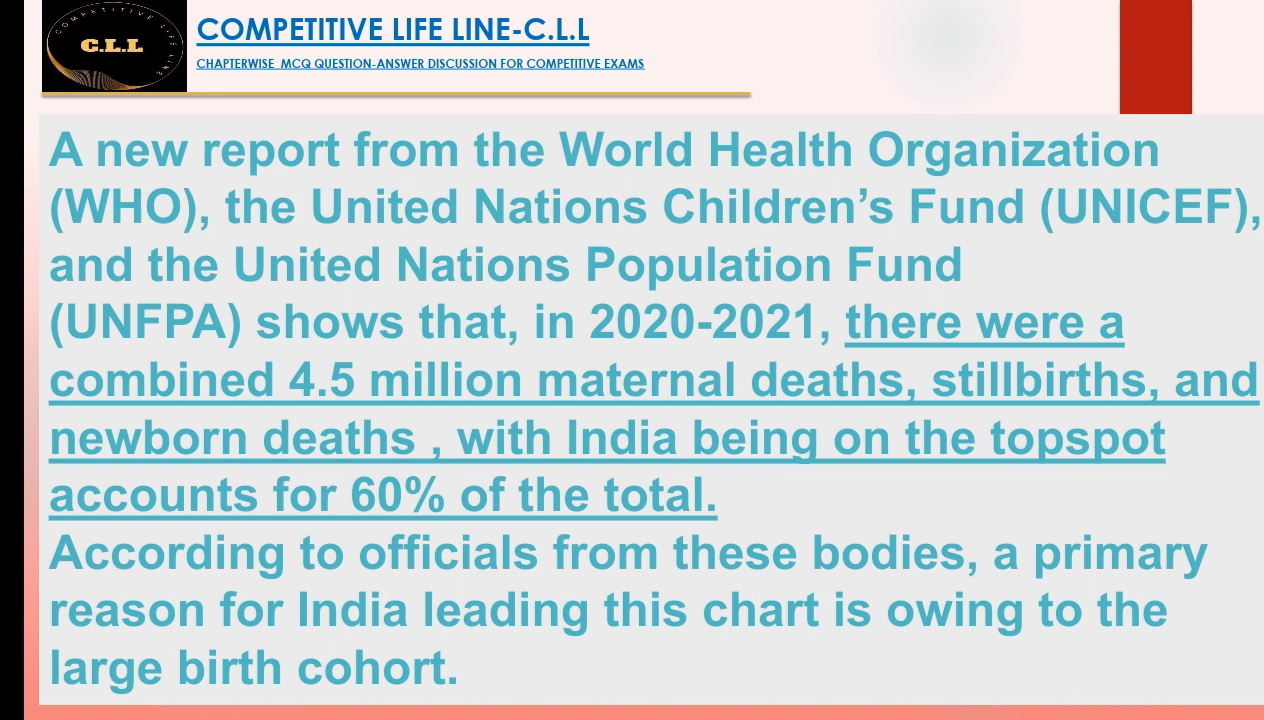 COMPETITIVE LIFE LINE
C.L.L
COMPETITIVE LIFE LINE-C.L.L
CHAPTERWISE MCQ QUESTION-ANSWER DISCUSSION FOR COMPETITIVE EXAMS
A new report from the World Health Organization
(WHO), the United Nations Children’s Fund (UNICEF),
and the United Nations Population Fund
(UNFPA) shows that, in 2020-2021, there were a
combined 4.5 million maternal deaths, stillbirths, and
newborn deaths , with India being on the topspot
accounts for 60% of the total.
According to officials from these bodies, a primary
reason for India leading this chart is owing to the
large birth cohort.